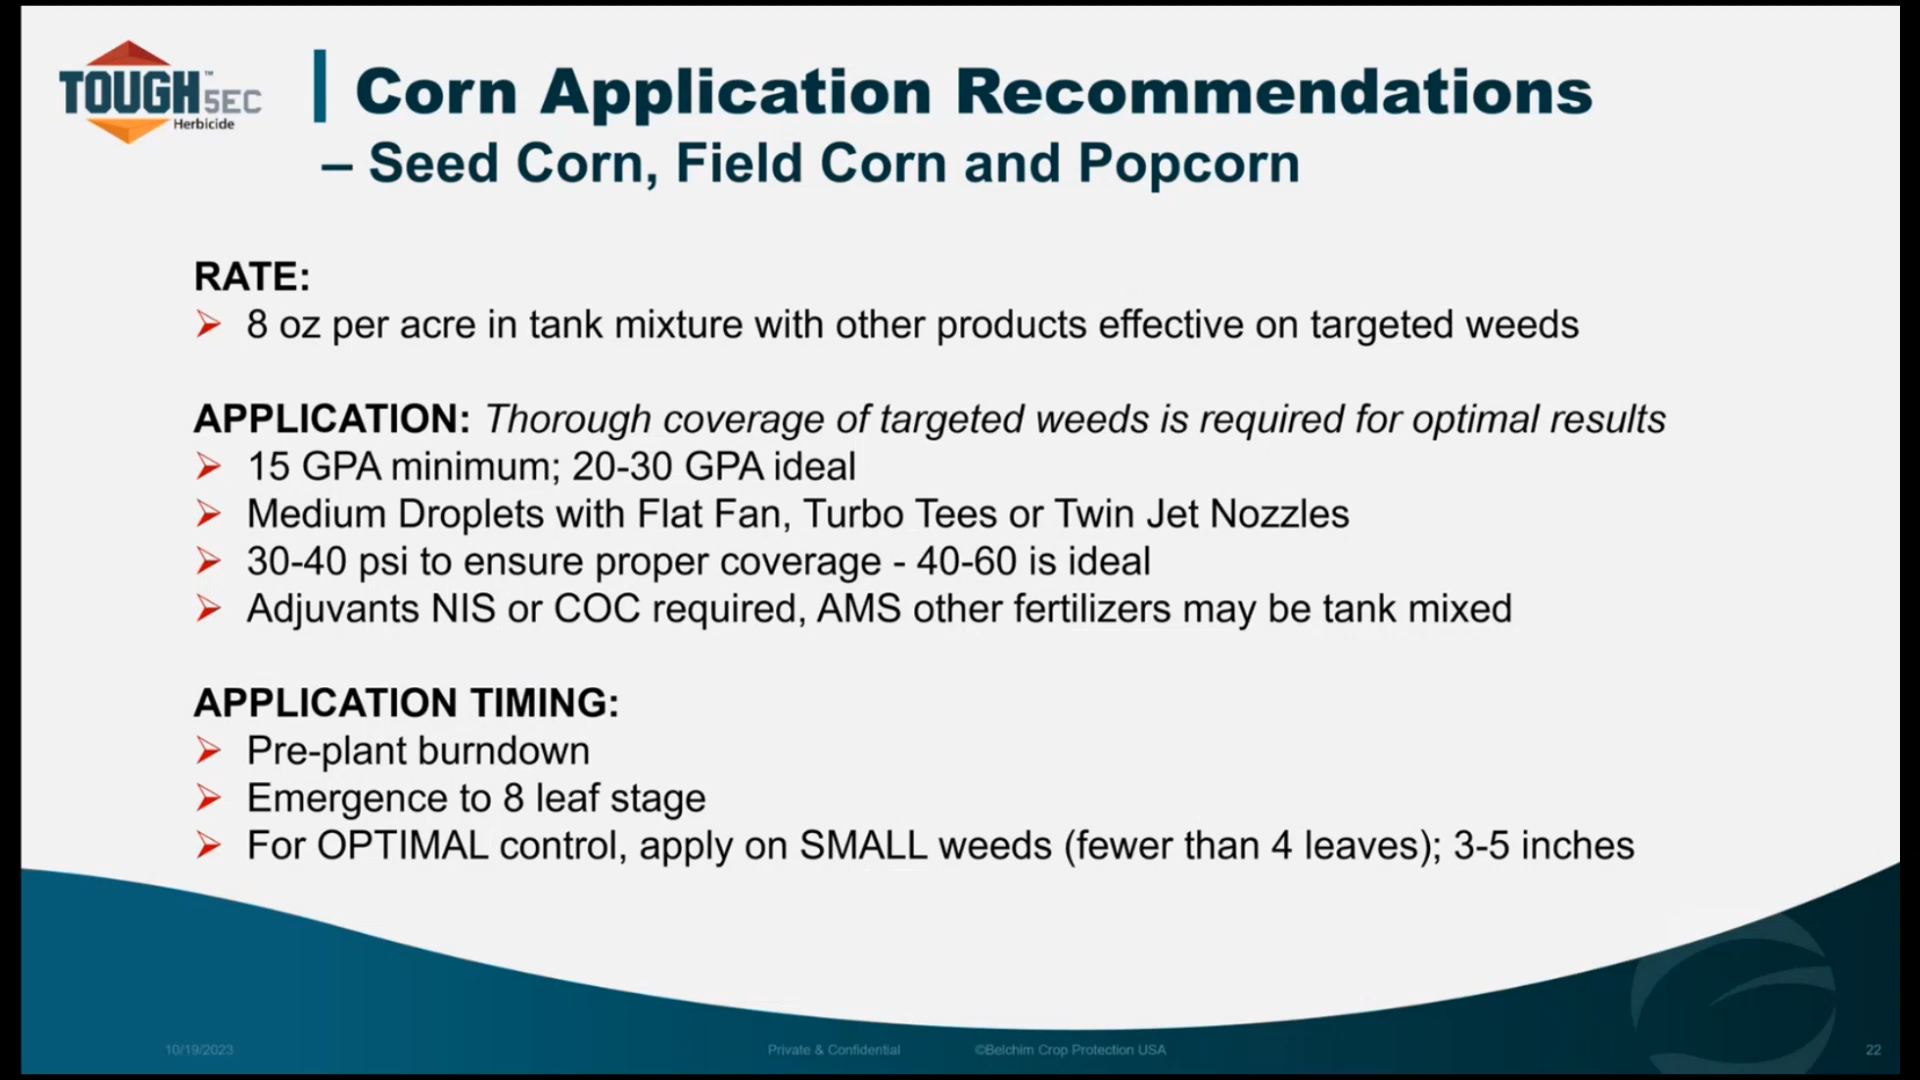 TOUGH™ 5EC
Herbicide
Corn Application Recommendations
– Seed Corn, Field Corn and Popcorn
RATE:
➢ 8 oz per acre in tank mixture with other products effective on targeted weeds
APPLICATION: Thorough coverage of targeted weeds is required for optimal results
➢ 15 GPA minimum; 20-30 GPA ideal
➢ Medium Droplets with Flat Fan, Turbo Tees or Twin Jet Nozzles
➢ 30-40 psi to ensure proper coverage - 40-60 is ideal
➢ Adjuvants NIS or COC required, AMS other fertilizers may be tank mixed
APPLICATION TIMING:
➢ Pre-plant burndown
➢ Emergence to 8 leaf stage
➢ For OPTIMAL control, apply on SMALL weeds (fewer than 4 leaves); 3-5 inches
10/19/2023 Private & Confidential ©Belchim Crop Protection USA 22